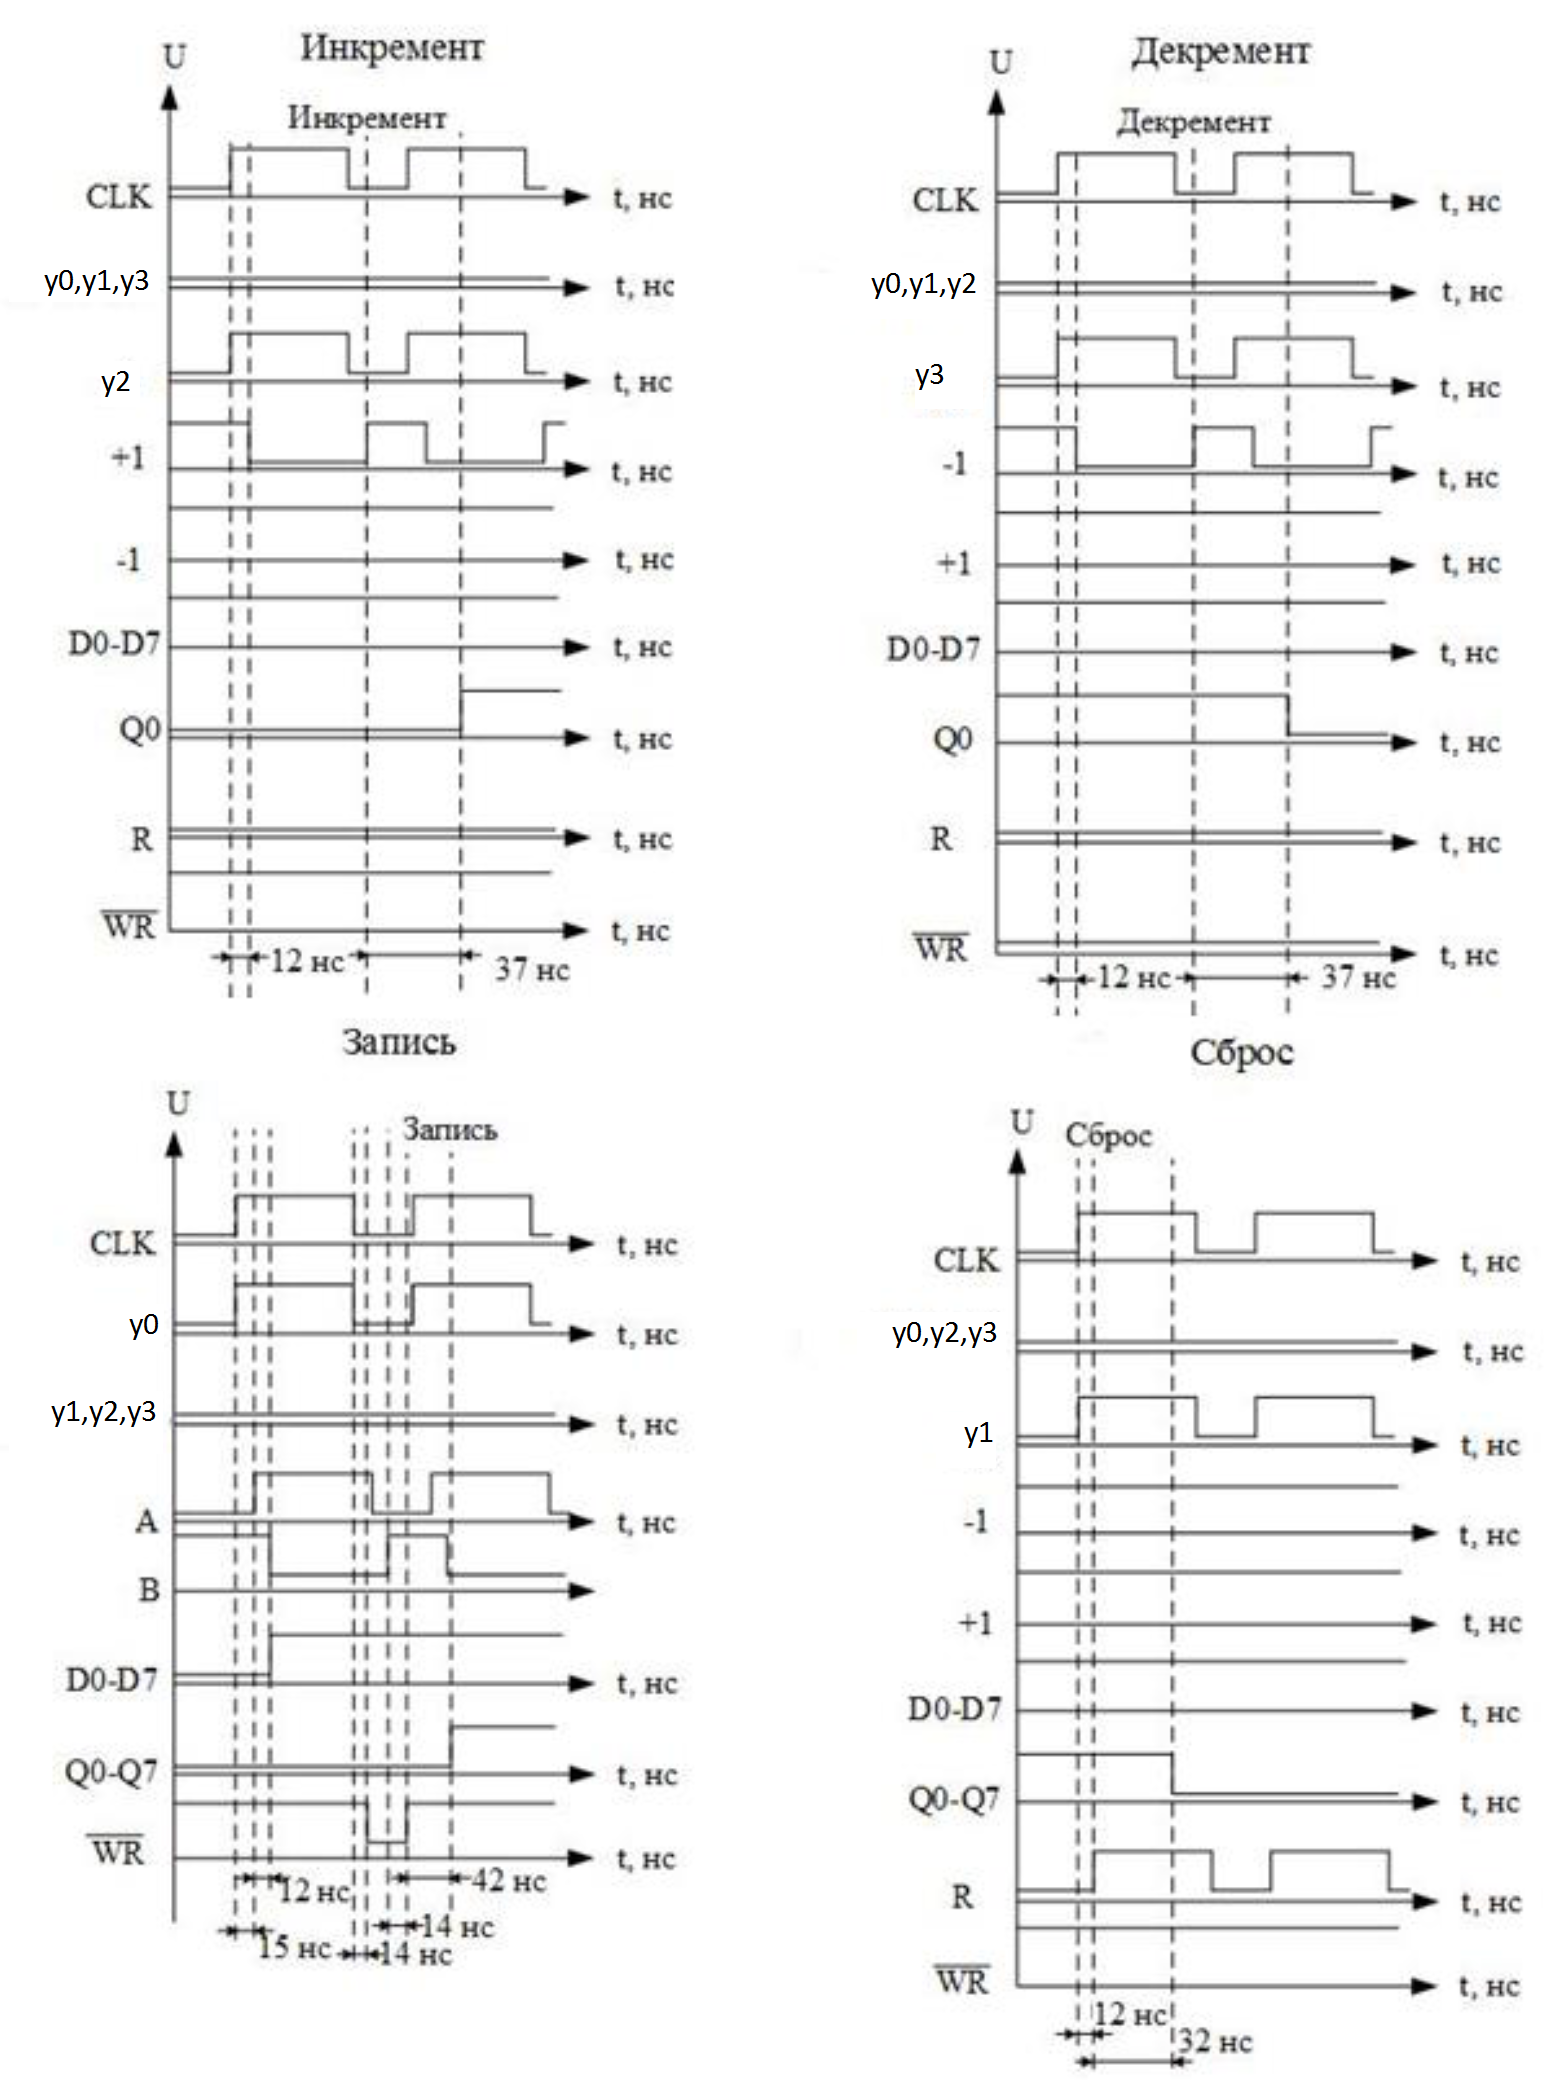 Инкремент
U
Инкремент
CLK
t, нс
y0,y1,y3
t, нс
y2
t, нс
+1
t, нс
-1
t, нс
D0-D7
t, нс
Q0
t, нс
R
t, нс
WR
t, нс
12 нс
37 нс
Декремент
U
Декремент
CLK
t, нс
y0,y1,y2
t, нс
y3
t, нс
-1
t, нс
+1
t, нс
D0-D7
t, нс
Q0
t, нс
R
t, нс
WR
t, нс
12 нс
37 нс
Запись
U
Запись
CLK
t, нс
y0
t, нс
y1,y2,y3
t, нс
A
t, нс
B
D0-D7
t, нс
Q0-Q7
t, нс
WR
t, нс
12 нс
42 нс
14 нс
15 нс
14 нс
Сброс
U
Сброс
CLK
t, нс
y0,y2,y3
t, нс
y1
t, нс
-1
t, нс
+1
t, нс
D0-D7
t, нс
Q0-Q7
t, нс
R
t, нс
WR
t, нс
12 нс
32 нс